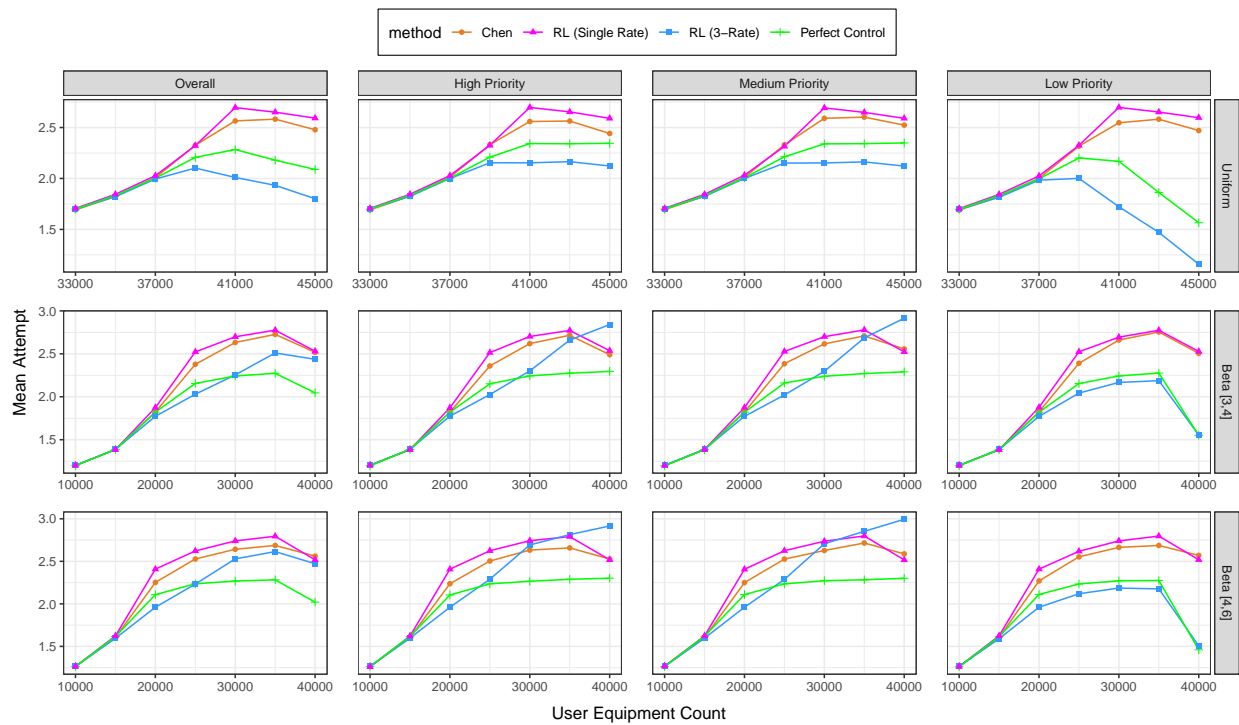 method Chen RL (Single Rate) RL (3−Rate) Perfect Control
Overall High Priority Medium Priority Low Priority
Mean Attempt
2.5
2.0
1.5
33000 37000 41000 45000 33000 37000 41000 45000 33000 37000 41000 45000 33000 37000 41000 45000
Uniform
3.0
2.5
2.0
1.5
10000 20000 30000 40000 10000 20000 30000 40000 10000 20000 30000 40000 10000 20000 30000 40000
Beta [3,4]
3.0
2.5
2.0
1.5
10000 20000 30000 40000 10000 20000 30000 40000 10000 20000 30000 40000 10000 20000 30000 40000
Beta [4,6]
User Equipment Count